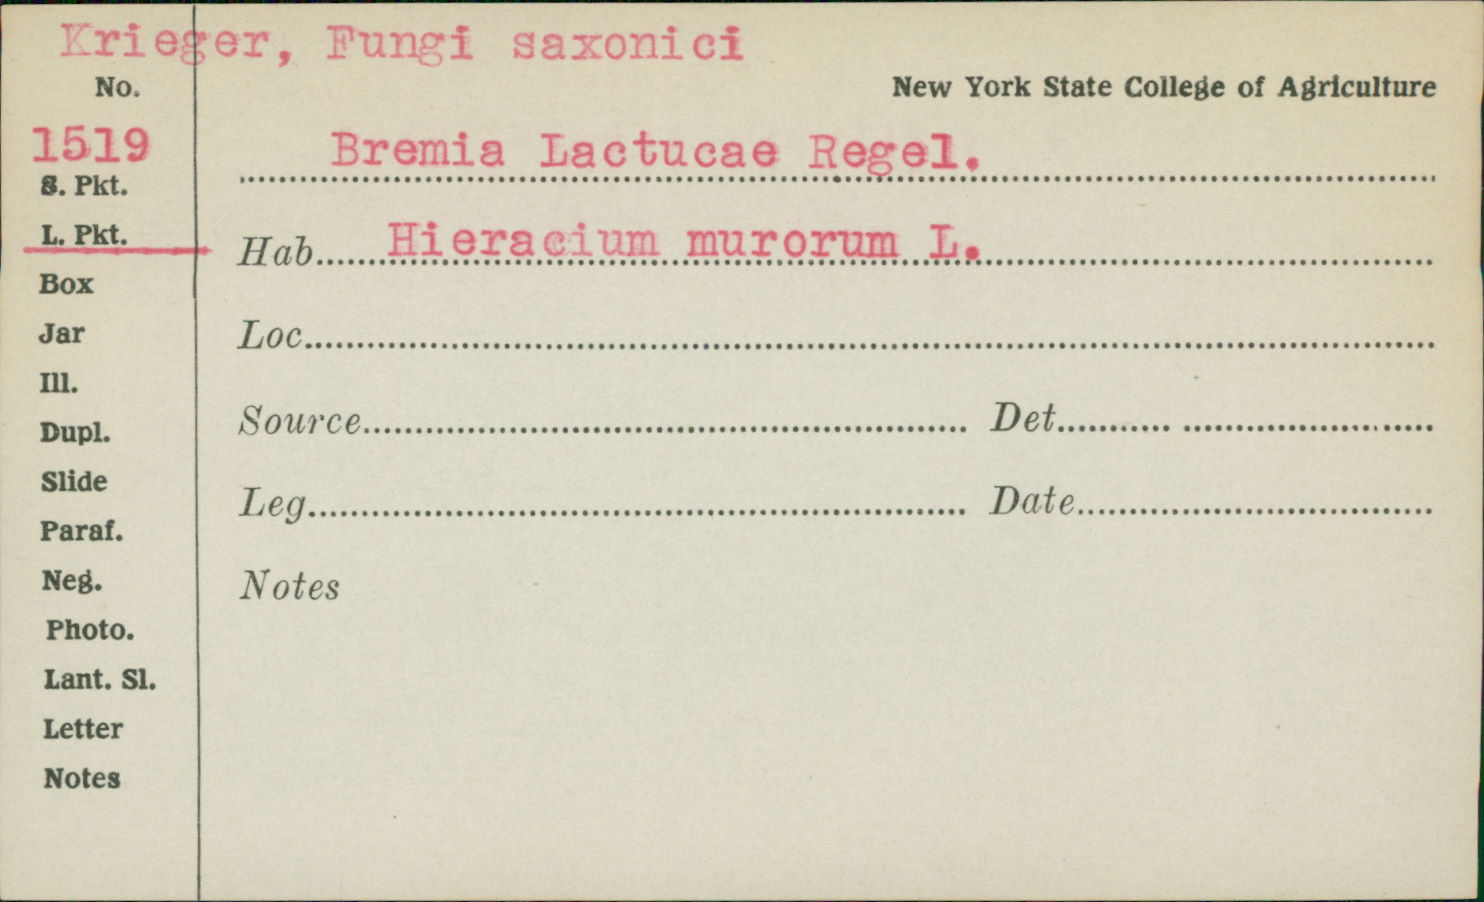 Krieger, Fungi saxonici
No.
New York State College of Agriculture
1519
Bremia Lactucae Regel.
S. Pkt.
L. Pkt.
Hab. Hieracium murorum L.
Box
Jar
Loc.
Ill.
Source
Det.
Dupl.
Slide
Leg.
Date
Paraf.
Neg.
Notes
Photo.
Lant. Sl.
Letter
Notes